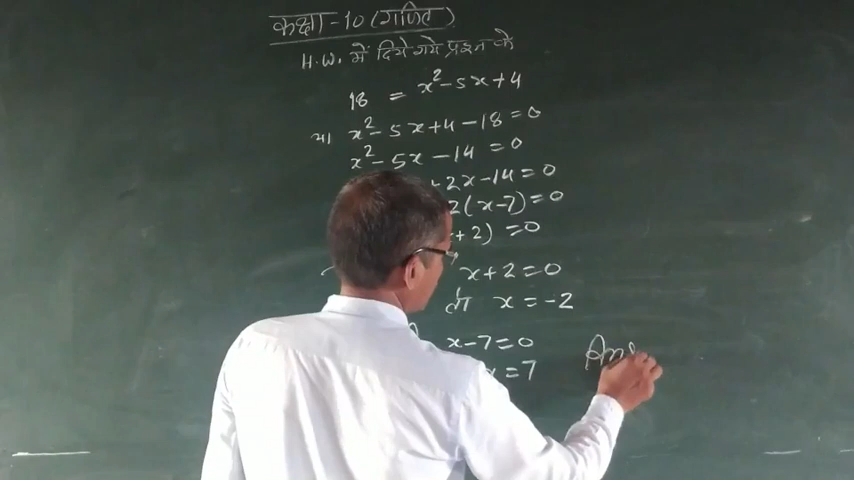 कक्षा - 10 (गणित)
H.W. में दिये गये प्रश्न के
18 = x² - 5x + 4
या x² - 5x + 4 - 18 = 0
x² - 5x - 14 = 0
+ 2x - 14 = 0
2(x - 7) = 0
+ 2) = 0
x + 2 = 0
x = -2
x - 7 = 0
x = 7
Ans